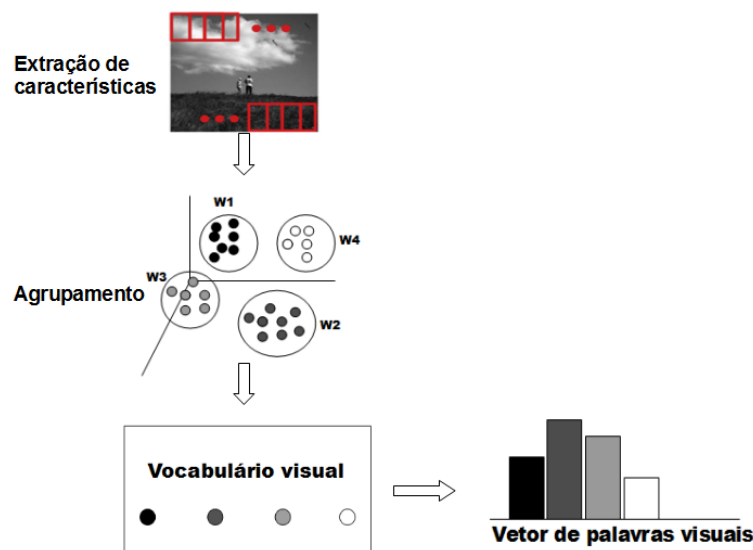 Extração de
características
W1
W4
W3
Agrupamento
W2
Vocabulário visual
Vetor de palavras visuais